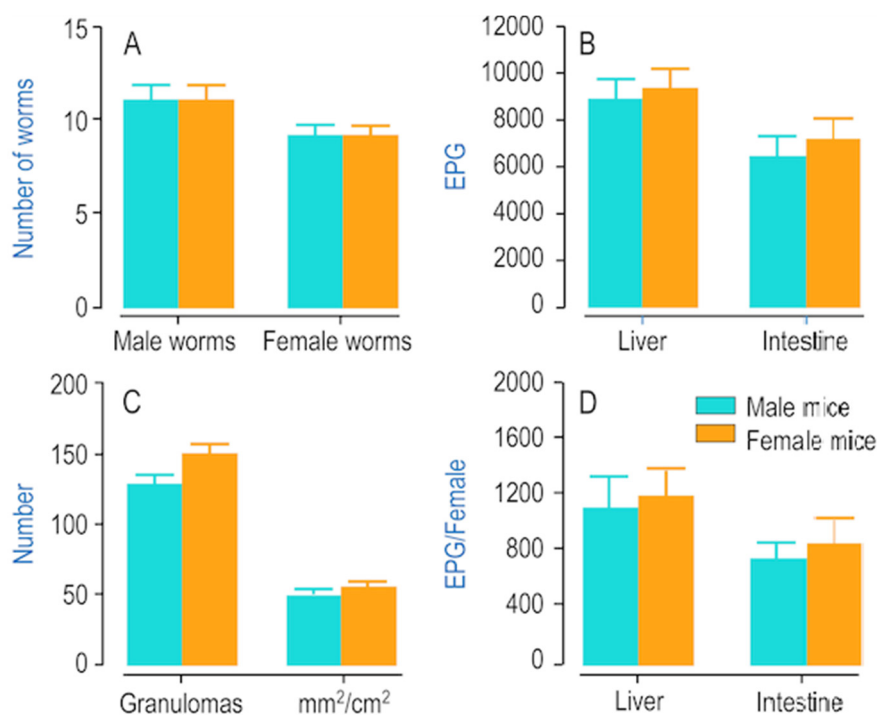 A
Number of worms
15
10
5
0
Male worms
Female worms
B
EPG
12000
10000
8000
6000
4000
2000
0
Liver
Intestine
C
Number
200
150
100
50
0
Granulomas
mm²/cm²
D
EPG/Female
2000
1600
1200
800
400
0
Male mice
Female mice
Liver
Intestine